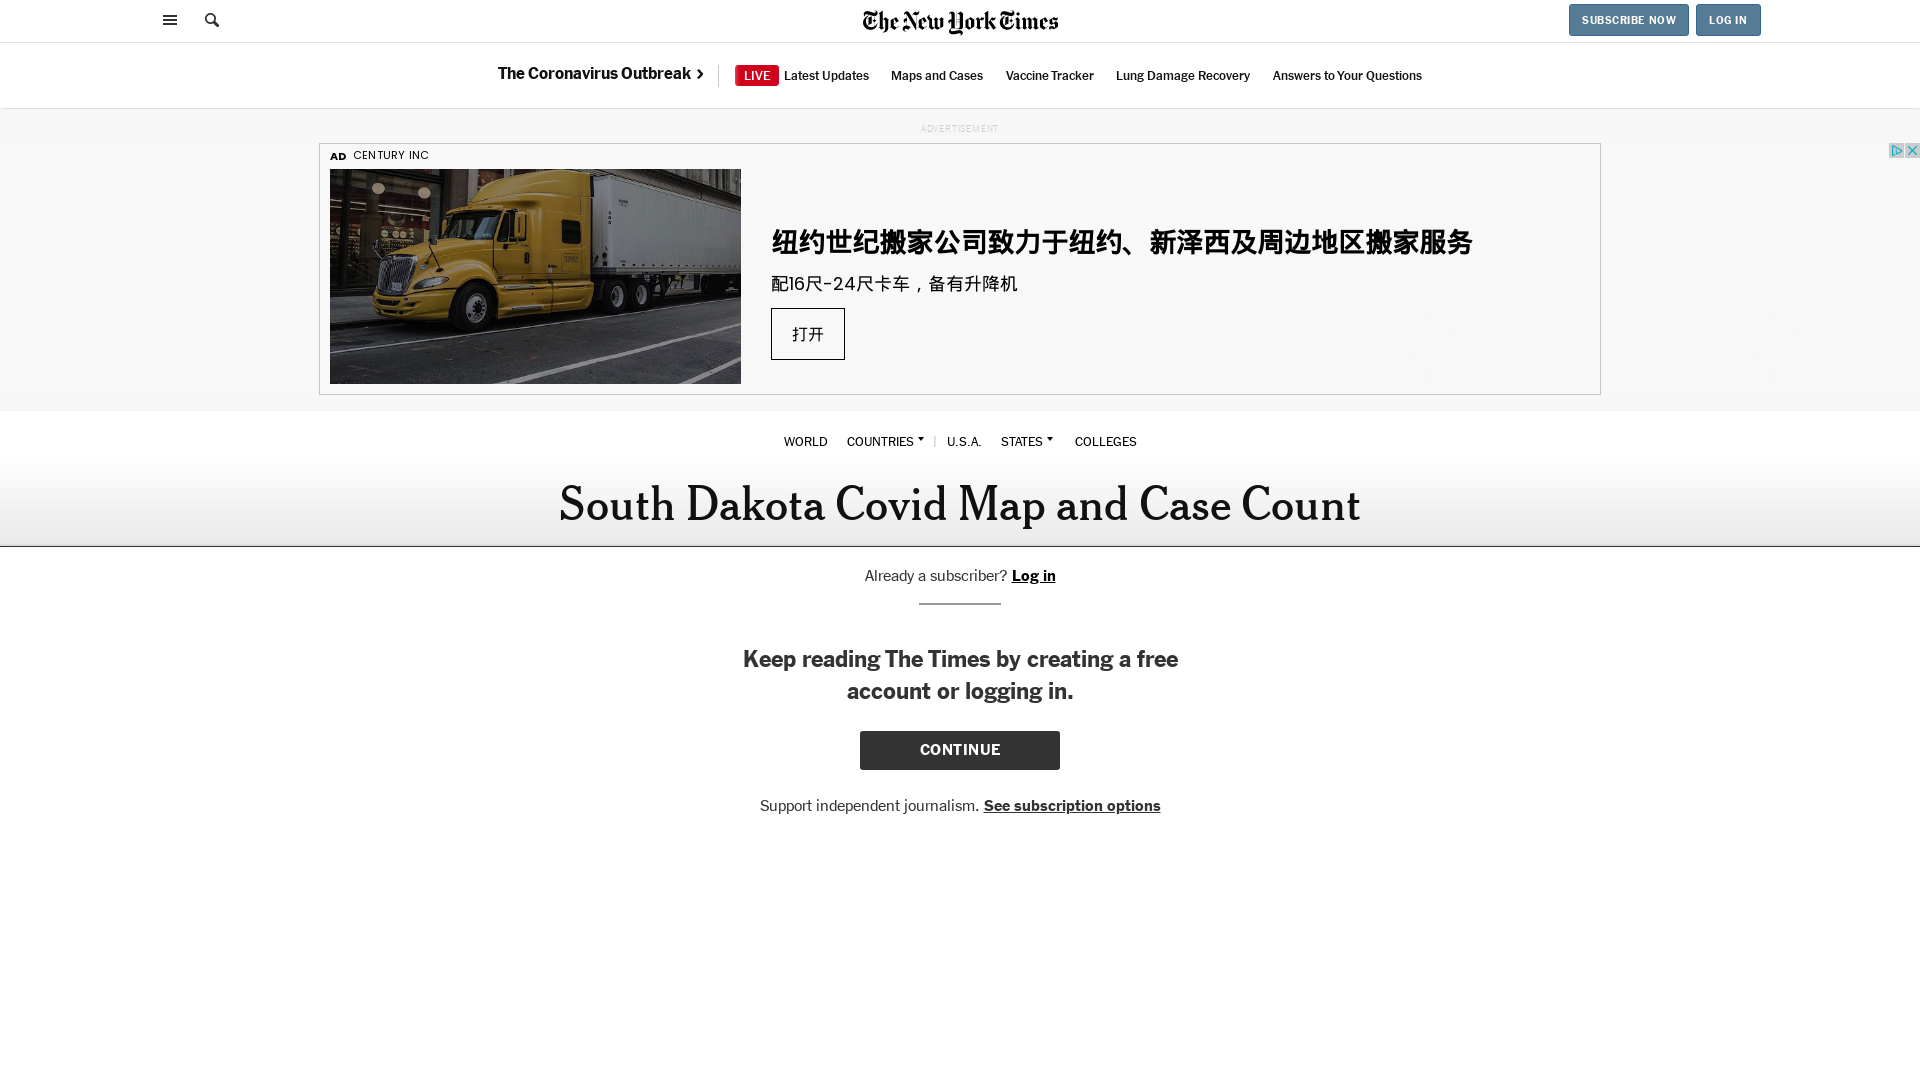 The New York Times
SUBSCRIBE NOW
LOG IN
The Coronavirus Outbreak
LIVE Latest Updates
Maps and Cases
Vaccine Tracker
Lung Damage Recovery
Answers to Your Questions
ADVERTISEMENT
AD CENTURY INC
纽约世纪搬家公司致力于纽约、新泽西及周边地区搬家服务
配16尺-24尺卡车，备有升降机
打开
WORLD
COUNTRIES
U.S.A.
STATES
COLLEGES
South Dakota Covid Map and Case Count
Already a subscriber? Log in
Keep reading The Times by creating a free
account or logging in.
CONTINUE
Support independent journalism. See subscription options